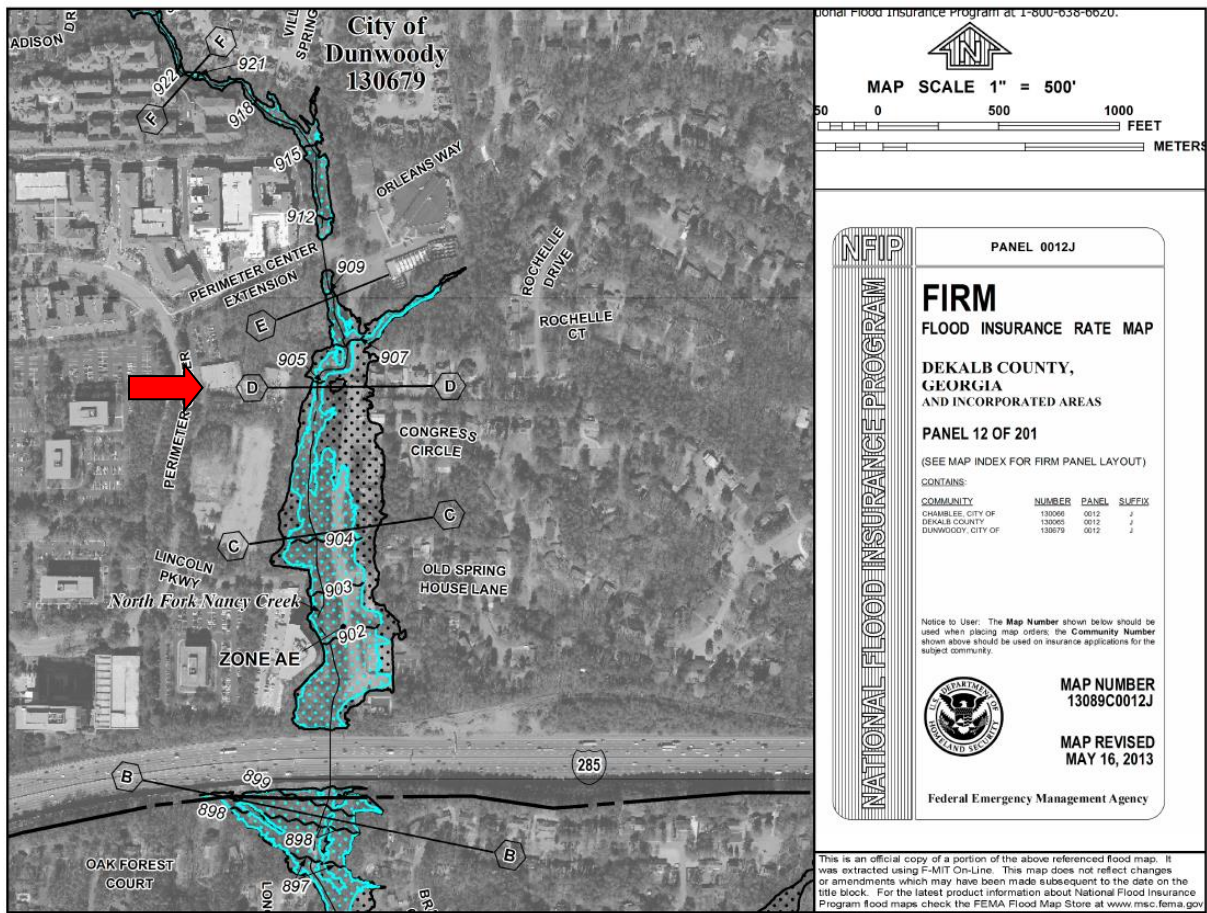 ADISON DR
VILL
SPRING
City of
Dunwoody
130679
F
921
922
F
918
915
ORLEANS WAY
912
PERIMETER CENTER
EXTENSION
909
ROCHELLE
DRIVE
E
ROCHELLE
CT
905
907
D
D
PERIMETER
CONGRESS
CIRCLE
C
C
904
LINCOLN
PKWY
OLD SPRING
HOUSE LANE
903
North Fork Nancy Creek
902
ZONE AE
285
B
899
898
898
B
OAK FOREST
COURT
897
LON
BR
ional Flood Insurance Program at 1-800-638-6620.
N
MAP SCALE 1" = 500'
50 0 500 1000
FEET
METERS
NFIP
NATIONAL FLOOD INSURANCE PROGRAM
PANEL 0012J
FIRM
FLOOD INSURANCE RATE MAP
DEKALB COUNTY,
GEORGIA
AND INCORPORATED AREAS
PANEL 12 OF 201
(SEE MAP INDEX FOR FIRM PANEL LAYOUT)
CONTAINS:
COMMUNITY NUMBER PANEL SUFFIX
CHAMBLEE, CITY OF 130066 0012 J
DEKALB COUNTY 130065 0012 J
DUNWOODY, CITY OF 130679 0012 J
Notice to User: The Map Number shown below should be
used when placing map orders; the Community Number
shown above should be used on insurance applications for the
subject community.
U.S. DEPARTMENT OF
HOMELAND SECURITY
MAP NUMBER
13089C0012J
MAP REVISED
MAY 16, 2013
Federal Emergency Management Agency
This is an official copy of a portion of the above referenced flood map. It
was extracted using F-MIT On-Line. This map does not reflect changes
or amendments which may have been made subsequent to the date on the
title block. For the latest product information about National Flood Insurance
Program flood maps check the FEMA Flood Map Store at www.msc.fema.gov